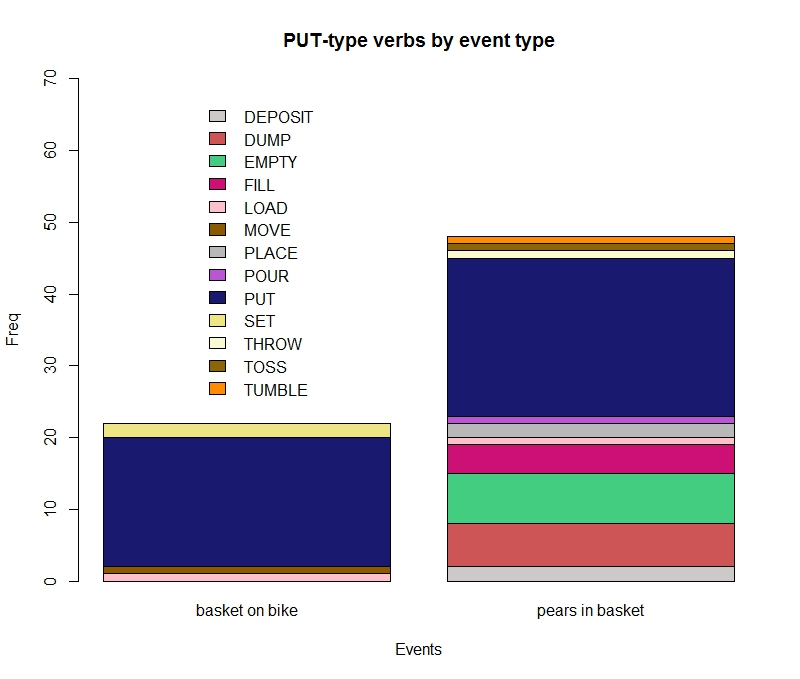 PUT-type verbs by event type
70
60
50
40
30
20
10
0
Freq
DEPOSIT
DUMP
EMPTY
FILL
LOAD
MOVE
PLACE
POUR
PUT
SET
THROW
TOSS
TUMBLE
basket on bike
pears in basket
Events